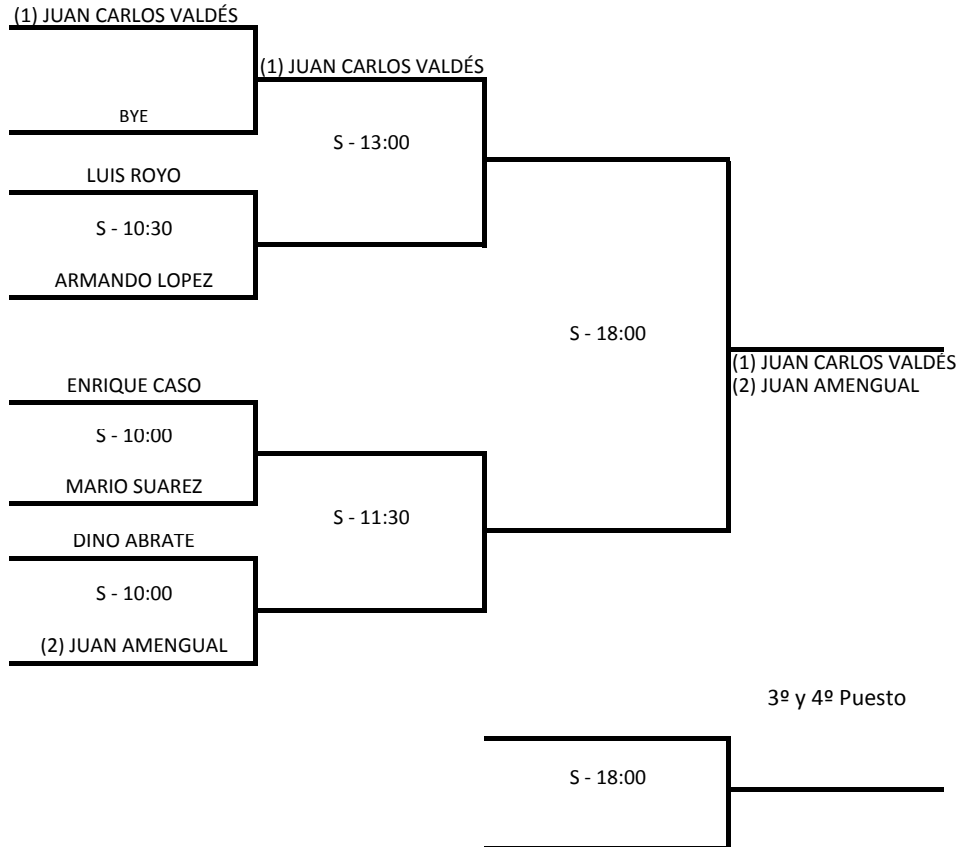 (1) JUAN CARLOS VALDÉS
(1) JUAN CARLOS VALDÉS
BYE
S - 13:00
LUIS ROYO
S - 10:30
ARMANDO LOPEZ
S - 18:00
(1) JUAN CARLOS VALDÉS
(2) JUAN AMENGUAL
ENRIQUE CASO
S - 10:00
MARIO SUAREZ
S - 11:30
DINO ABRATE
S - 10:00
(2) JUAN AMENGUAL
3º y 4º Puesto
S - 18:00